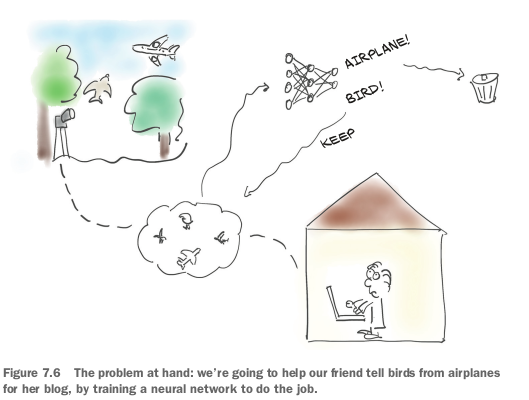 AIRPLANE!
BIRD!
KEEP
Figure 7.6 The problem at hand: we're going to help our friend tell birds from airplanes
for her blog, by training a neural network to do the job.